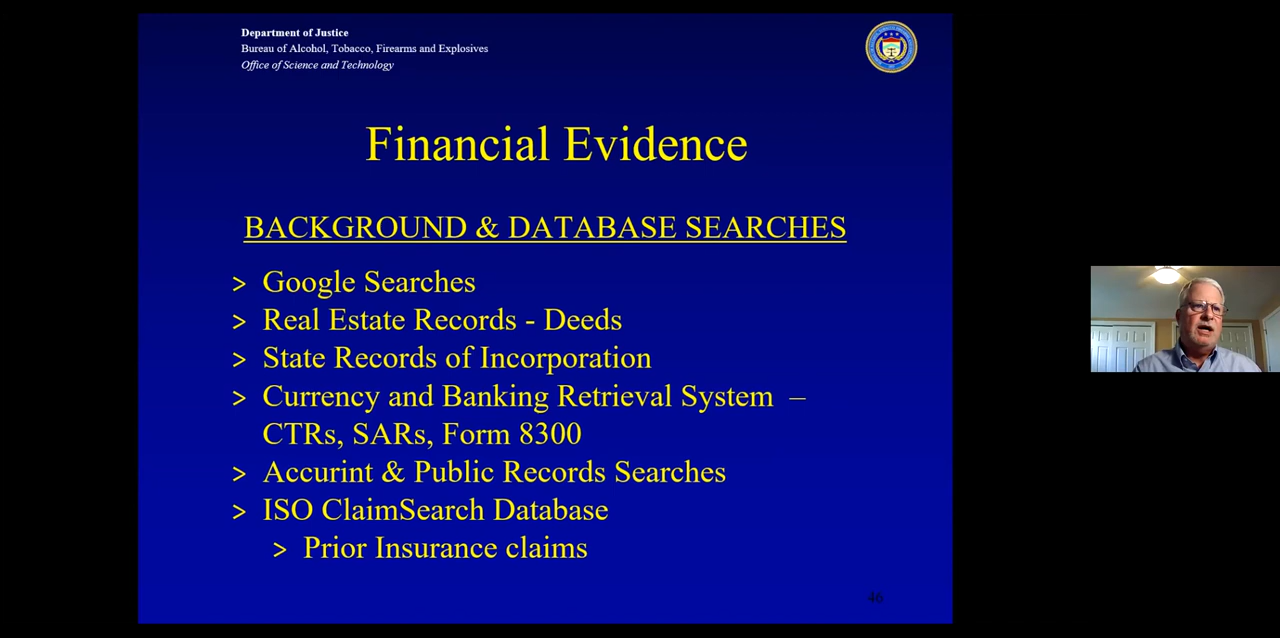 Department of Justice
Bureau of Alcohol, Tobacco, Firearms and Explosives
Office of Science and Technology
Financial Evidence
BACKGROUND & DATABASE SEARCHES
> Google Searches
> Real Estate Records - Deeds
> State Records of Incorporation
> Currency and Banking Retrieval System –
CTRs, SARs, Form 8300
> Accurint & Public Records Searches
> ISO ClaimSearch Database
> Prior Insurance claims
46